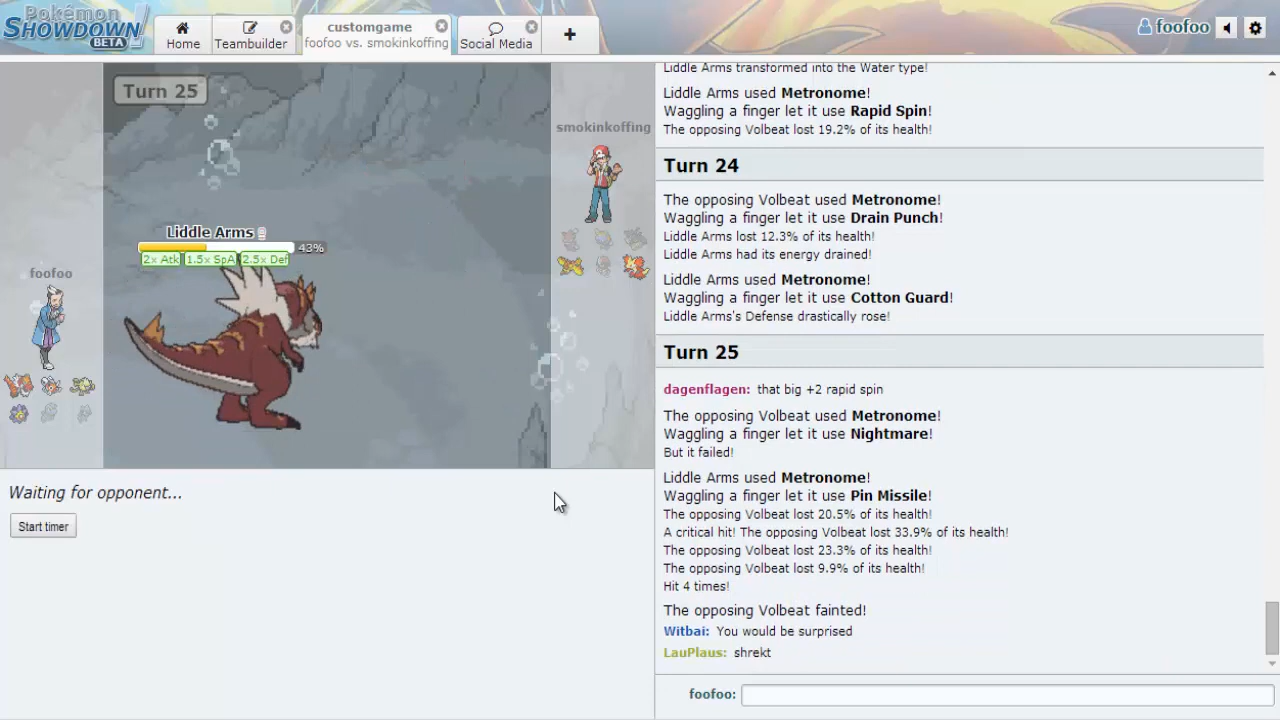 Pokémon
SHOWDOWN!
BETA
Home
Teambuilder
customgame
foofoo vs. smokinkoffing
Social Media
+
foofoo
Turn 25
smokinkoffing
Liddle Arms
43%
2x Atk 1.5x SpA 2.5x Def
foofoo
Waiting for opponent...
Start timer
Liddle Arms transformed into the Water type!
Liddle Arms used Metronome!
Waggling a finger let it use Rapid Spin!
The opposing Volbeat lost 19.2% of its health!
Turn 24
The opposing Volbeat used Metronome!
Waggling a finger let it use Drain Punch!
Liddle Arms lost 12.3% of its health!
Liddle Arms had its energy drained!
Liddle Arms used Metronome!
Waggling a finger let it use Cotton Guard!
Liddle Arms's Defense drastically rose!
Turn 25
dagenflagen: that big +2 rapid spin
The opposing Volbeat used Metronome!
Waggling a finger let it use Nightmare!
But it failed!
Liddle Arms used Metronome!
Waggling a finger let it use Pin Missile!
The opposing Volbeat lost 20.5% of its health!
A critical hit! The opposing Volbeat lost 33.9% of its health!
The opposing Volbeat lost 23.3% of its health!
The opposing Volbeat lost 9.9% of its health!
Hit 4 times!
The opposing Volbeat fainted!
Witbai: You would be surprised
LauPlaus: shrekt
foofoo: